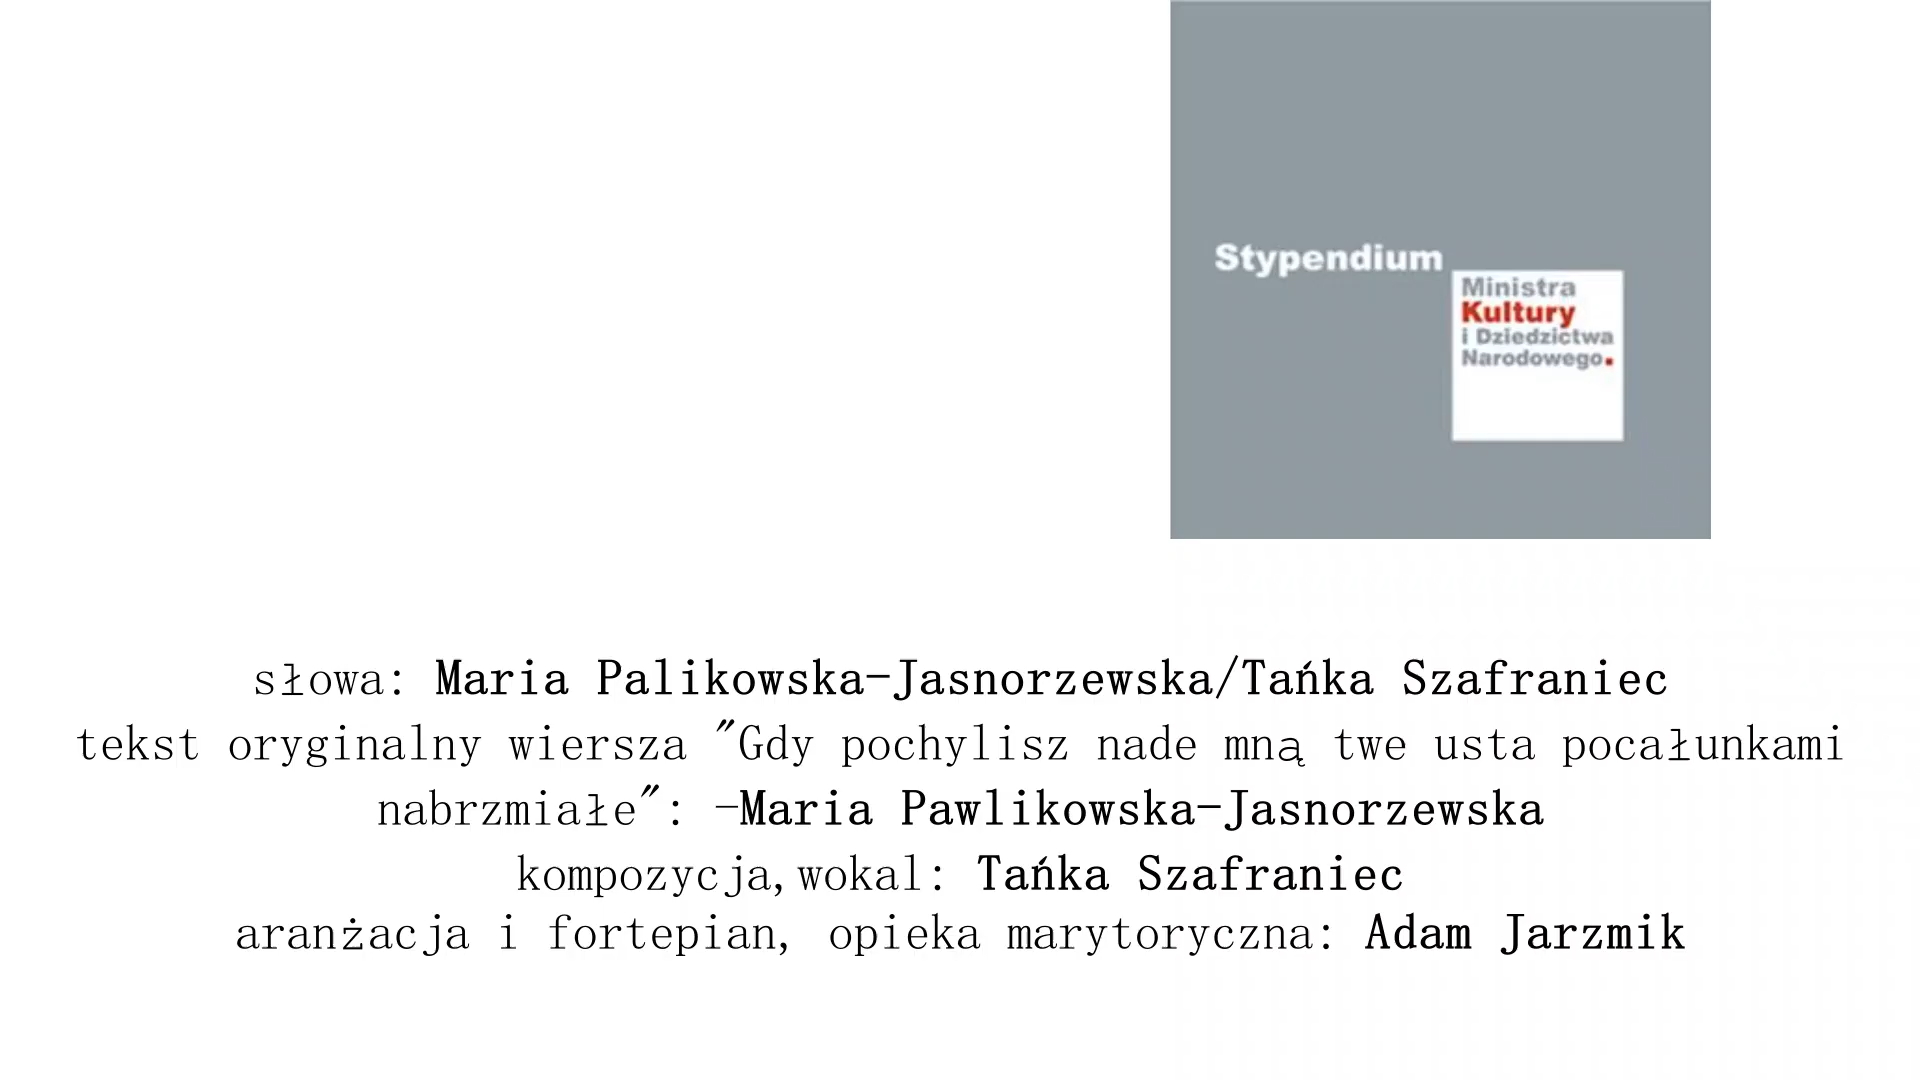 Stypendium
Ministra
Kultury
i Dziedzictwa
Narodowego.
słowa: Maria Palikowska-Jasnorzewska/Tańka Szafraniec
tekst oryginalny wiersza "Gdy pochylisz nade mną twe usta pocałunkami
nabrzmiałe": -Maria Pawlikowska-Jasnorzewska
kompozycja,wokal: Tańka Szafraniec
aranżacja i fortepian, opieka marytoryczna: Adam Jarzmik